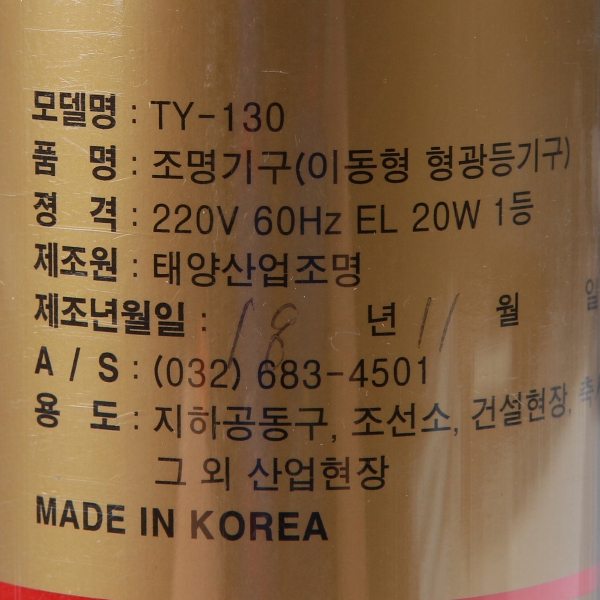 모델명 : TY-130
품 명 : 조명기구(이동형 형광등기구)
정 격 : 220V 60Hz EL 20W 1등
제조원 : 태양산업조명
제조년월일 : 18 년 11 월 일
A / S : (032) 683-4501
용 도 : 지하공동구, 조선소, 건설현장,
그 외 산업현장
MADE IN KOREA